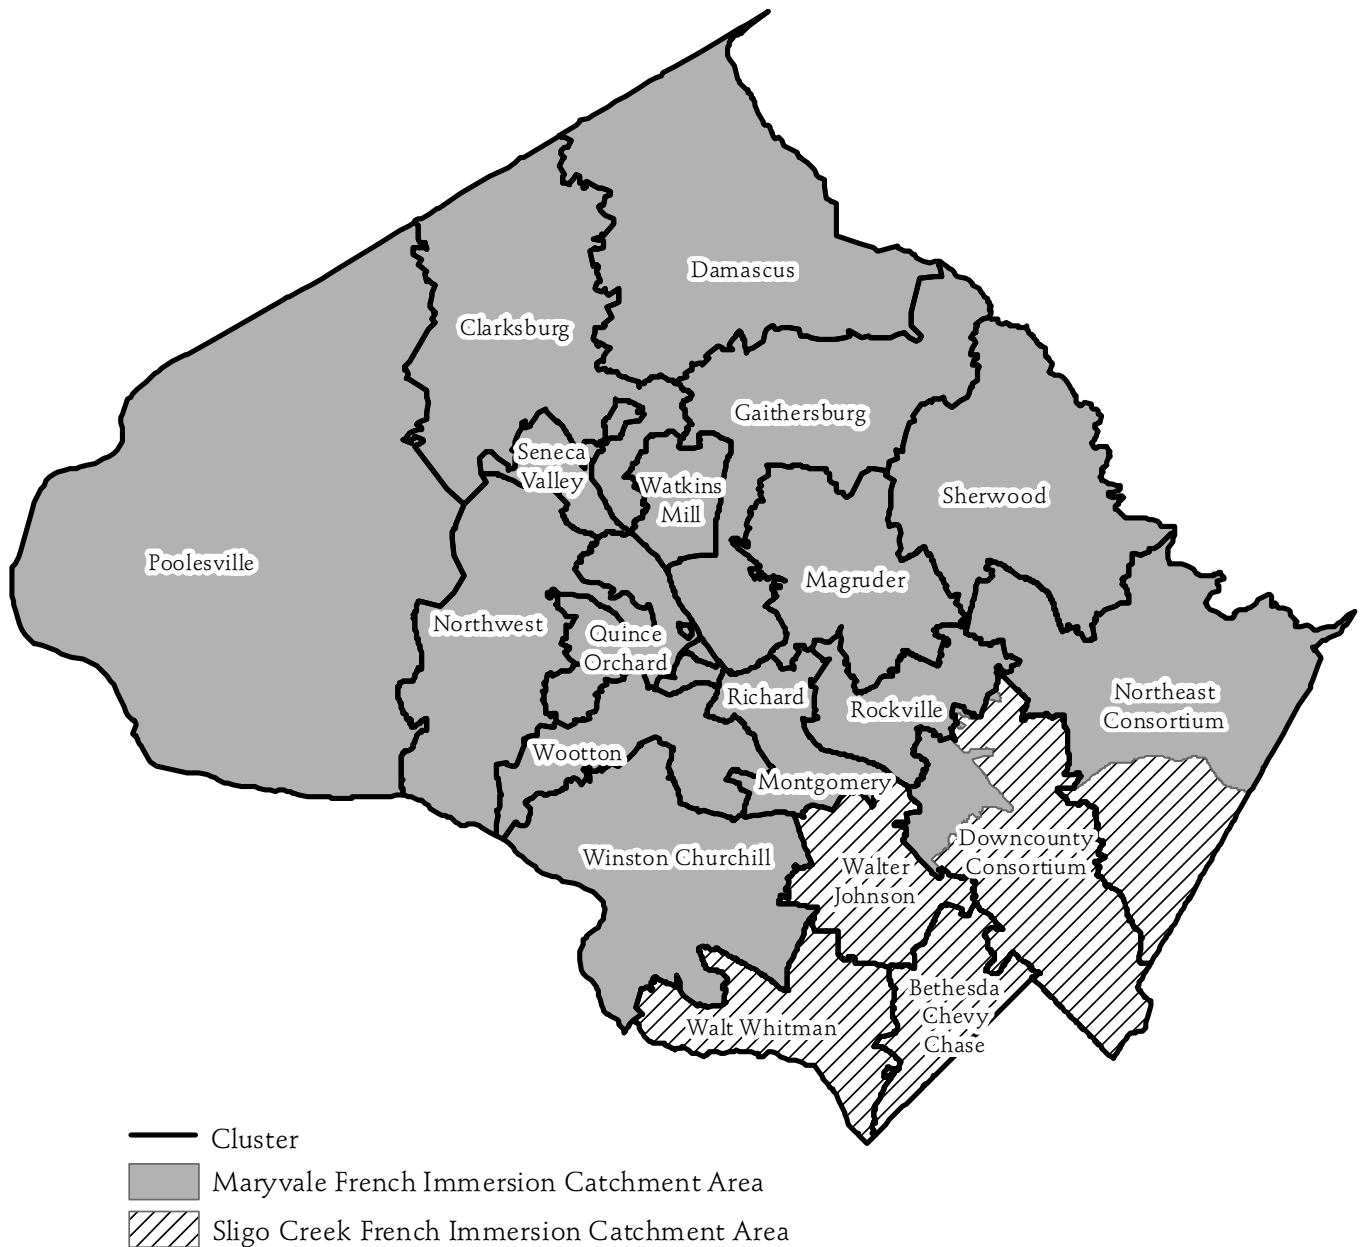 Damascus
Clarksburg
Gaithersburg
Seneca
Valley
Watkins
Mill
Sherwood
Poolesville
Magruder
Northwest
Quince
Orchard
Richard
Montgomery
Rockville
Northeast
Consortium
Wootton
Winston Churchill
Walter
Johnson
Downcounty
Consortium
Walt Whitman
Bethesda
Chevy
Chase
Cluster
Maryvale French Immersion Catchment Area
Sligo Creek French Immersion Catchment Area